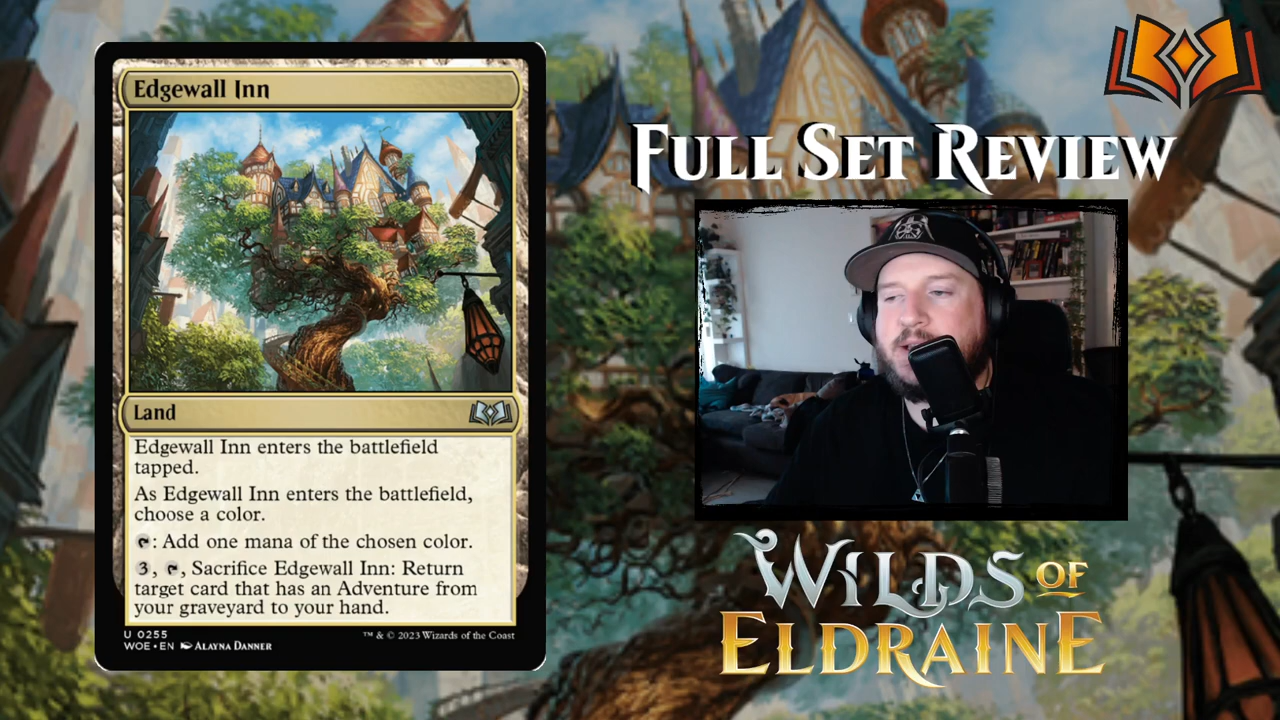 Edgewall Inn
Land
Edgewall Inn enters the battlefield
tapped.
As Edgewall Inn enters the battlefield,
choose a color.
: Add one mana of the chosen color.
3, , Sacrifice Edgewall Inn: Return
target card that has an Adventure from
your graveyard to your hand.
U 0255
WOE • EN Alayna Danner
™ & © 2023 Wizards of the Coast
Full Set Review
Wilds of
Eldraine